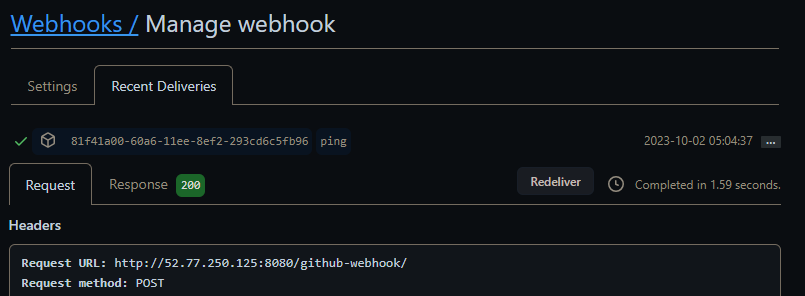 Webhooks / Manage webhook
Settings
Recent Deliveries
81f41a00-60a6-11ee-8ef2-293cd6c5fb96 ping 2023-10-02 05:04:37 ...
Request
Response 200
Redeliver
Completed in 1.59 seconds.
Headers
Request URL: http://52.77.250.125:8080/github-webhook/
Request method: POST